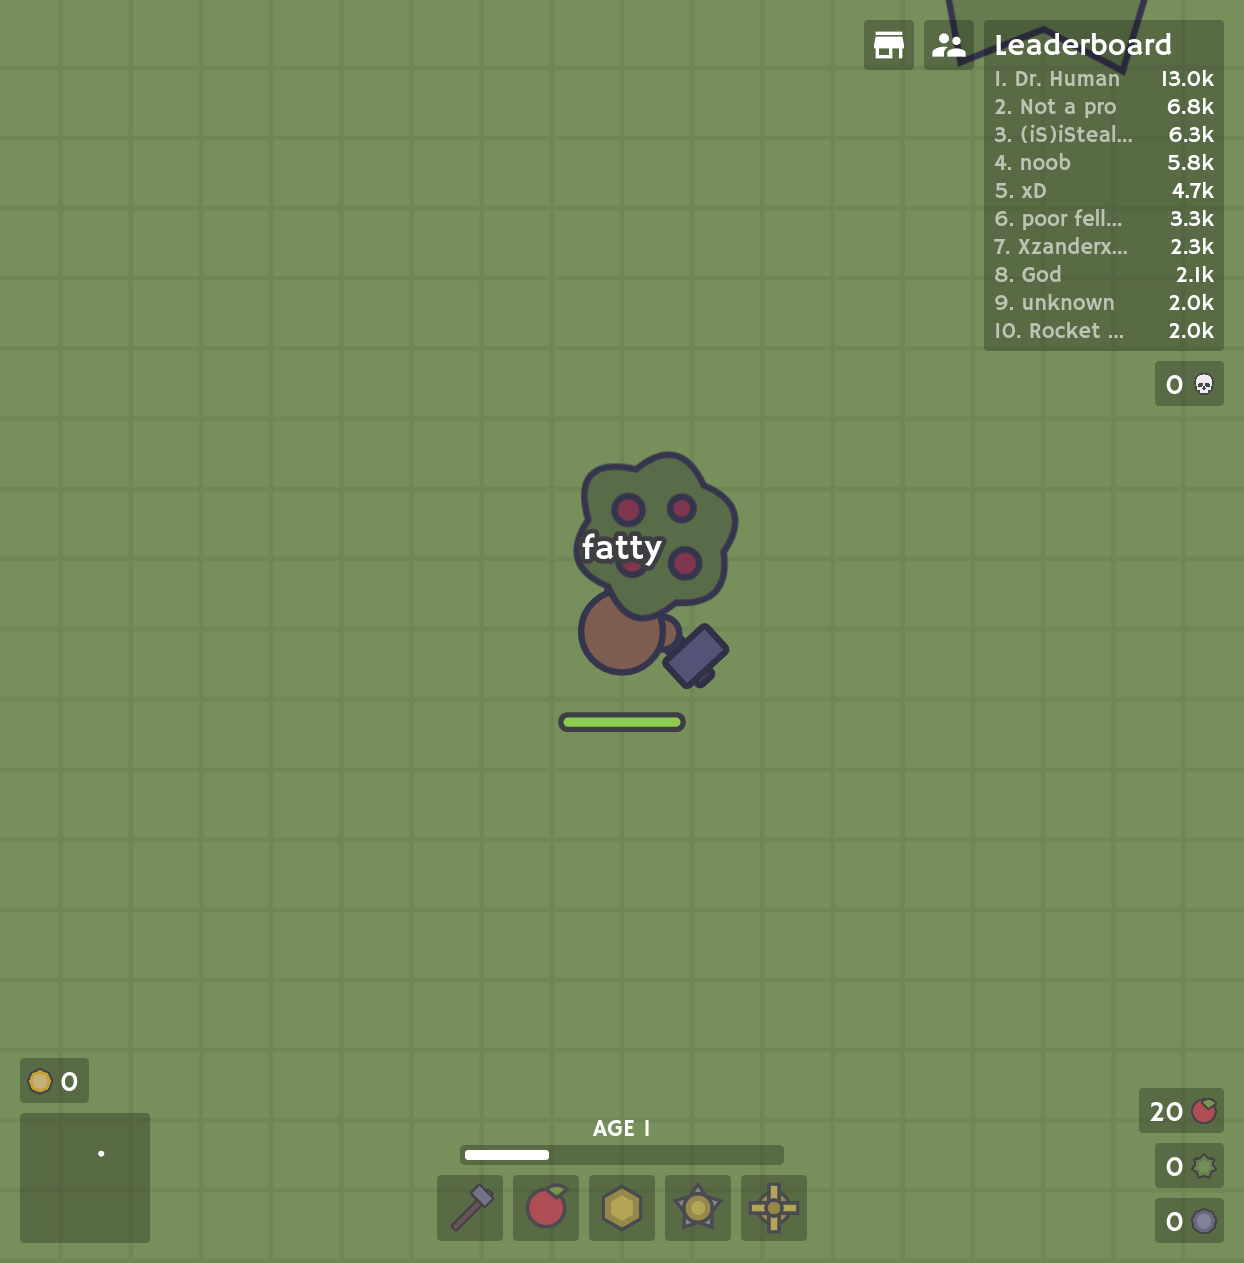 Leaderboard
1. Dr. Human 13.0k
2. Not a pro 6.8k
3. (iS)iSteal... 6.3k
4. noob 5.8k
5. xD 4.7k
6. poor fell... 3.3k
7. Xzanderx... 2.3k
8. God 2.1k
9. unknown 2.0k
10. Rocket ... 2.0k
0
fatty
0
AGE 1
20
0
0